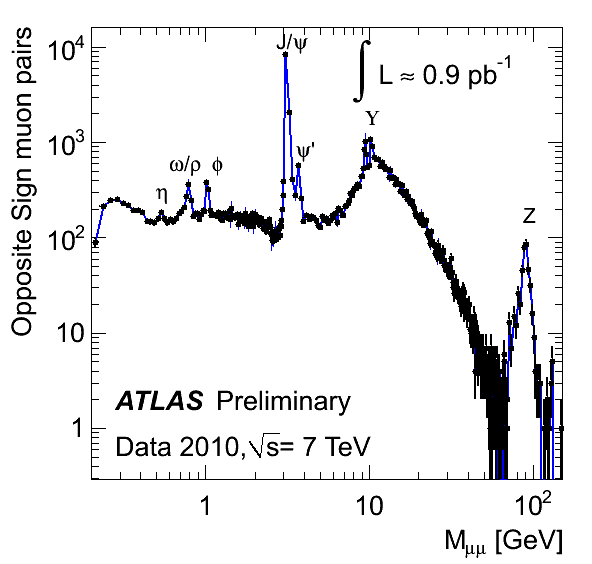 Opposite Sign muon pairs
10⁴
10³
10²
10
1
J/ψ
∫ L ≈ 0.9 pb⁻¹
ψ'
Υ
ω/ρ
ϕ
η
Z
ATLAS Preliminary
Data 2010, √s= 7 TeV
1
10
10²
Mμμ [GeV]